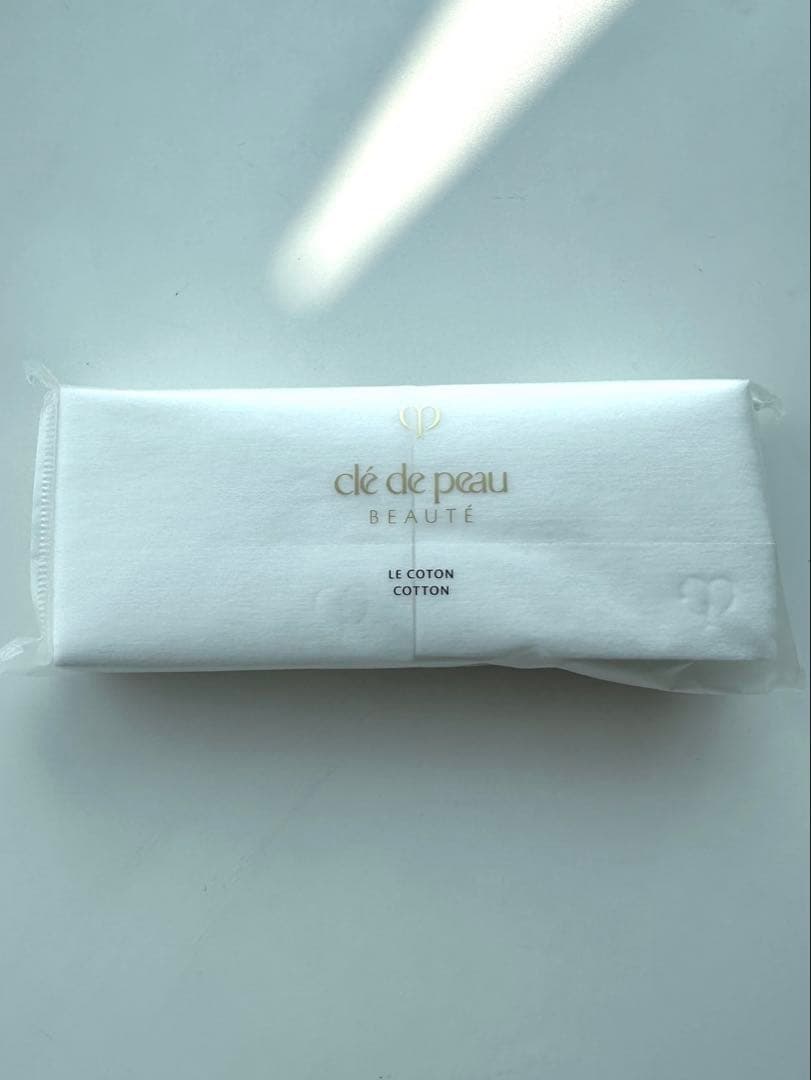 clé de peau
BEAUTÉ
LE COTON
COTTON